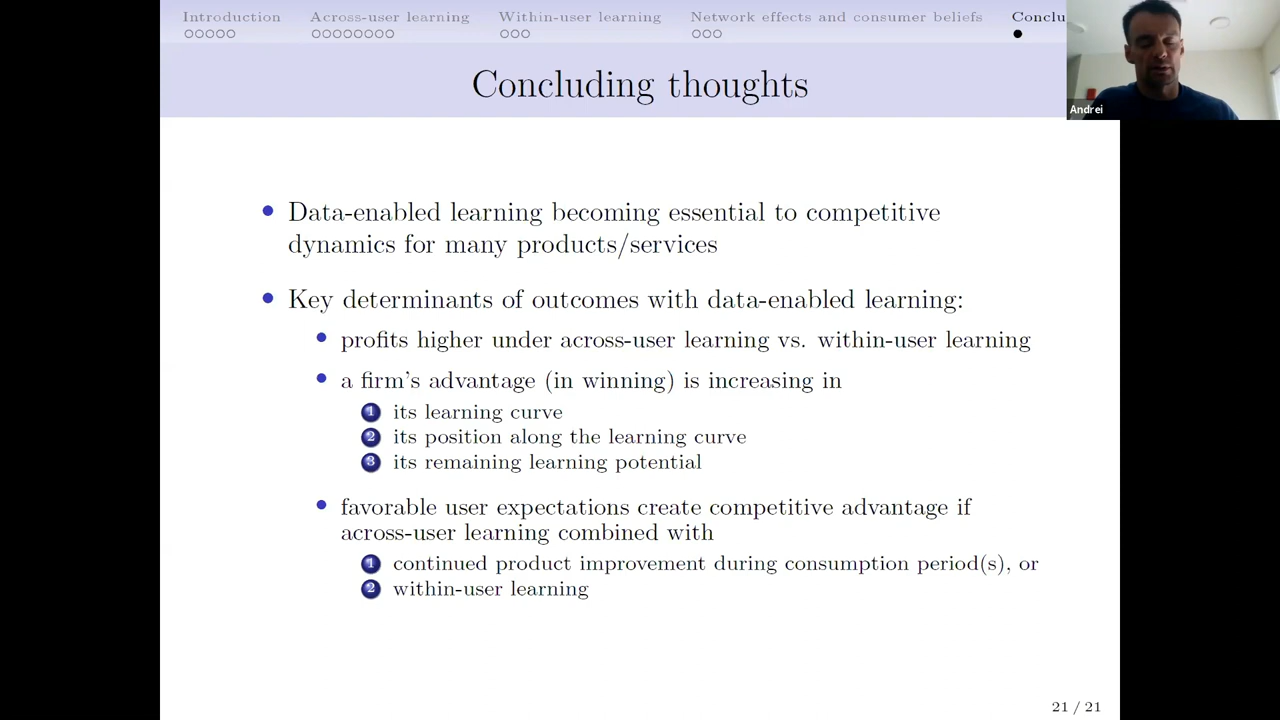 Introduction Across-user learning Within-user learning Network effects and consumer beliefs Conclu
Andrei
Concluding thoughts
Data-enabled learning becoming essential to competitive
dynamics for many products/services
Key determinants of outcomes with data-enabled learning:
profits higher under across-user learning vs. within-user learning
a firm's advantage (in winning) is increasing in
1 its learning curve
2 its position along the learning curve
3 its remaining learning potential
favorable user expectations create competitive advantage if
across-user learning combined with
1 continued product improvement during consumption period(s), or
2 within-user learning
21 / 21